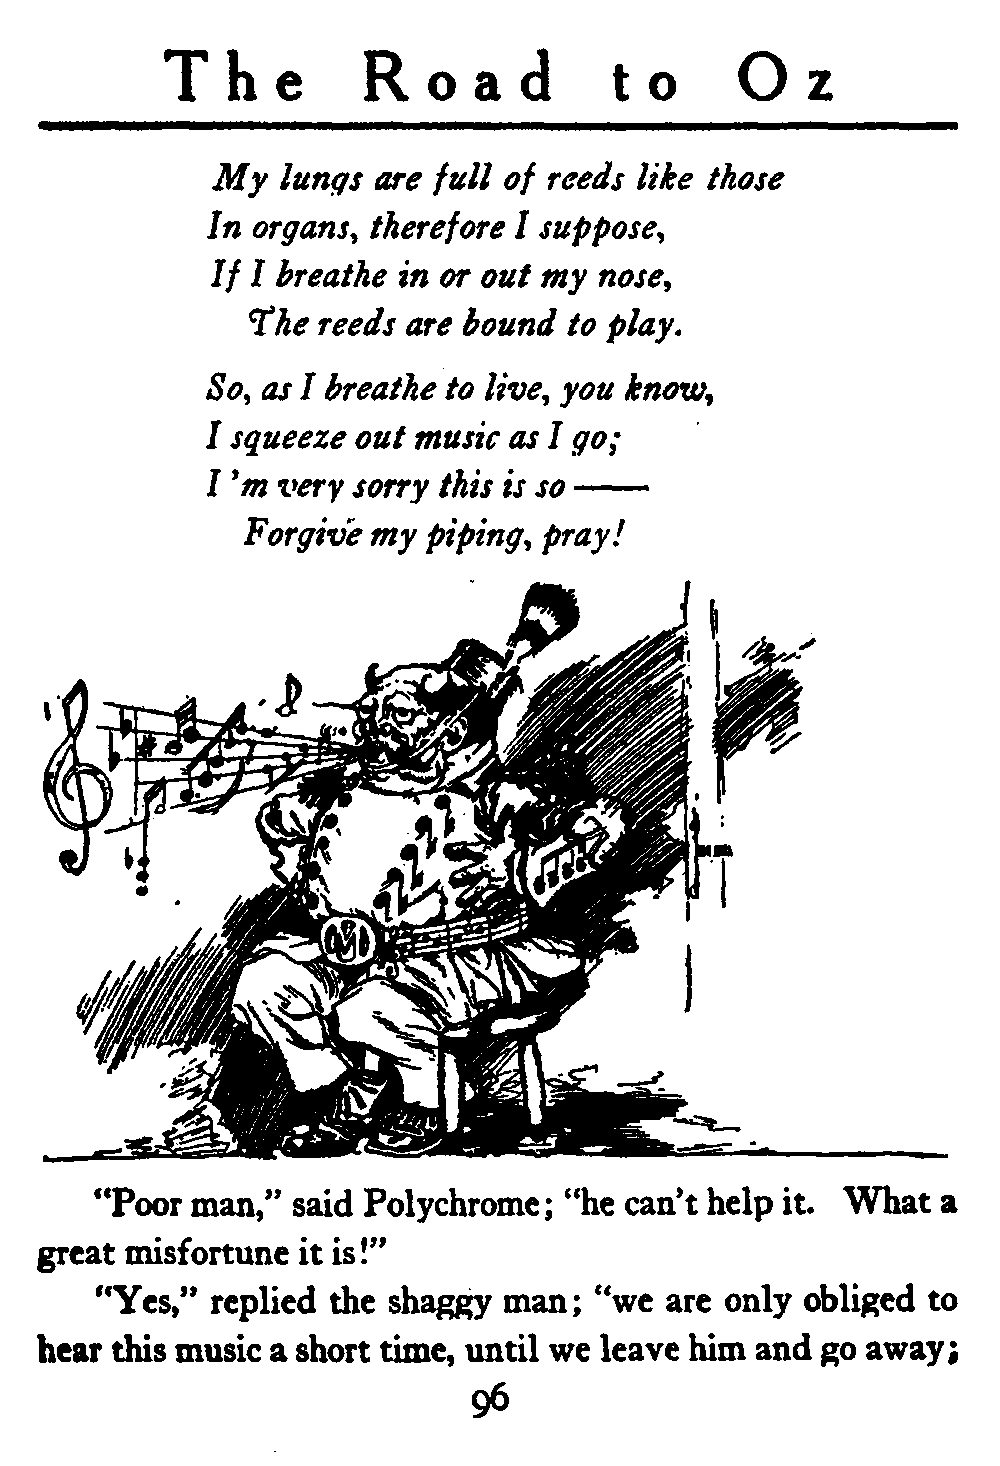 The Road to Oz
My lungs are full of reeds like those
In organs, therefore I suppose,
If I breathe in or out my nose,
The reeds are bound to play.
So, as I breathe to live, you know,
I squeeze out music as I go;
I 'm very sorry this is so ——
Forgive my piping, pray!
M
"Poor man," said Polychrome; "he can't help it. What a
great misfortune it is!"
"Yes," replied the shaggy man; "we are only obliged to
hear this music a short time, until we leave him and go away;
96